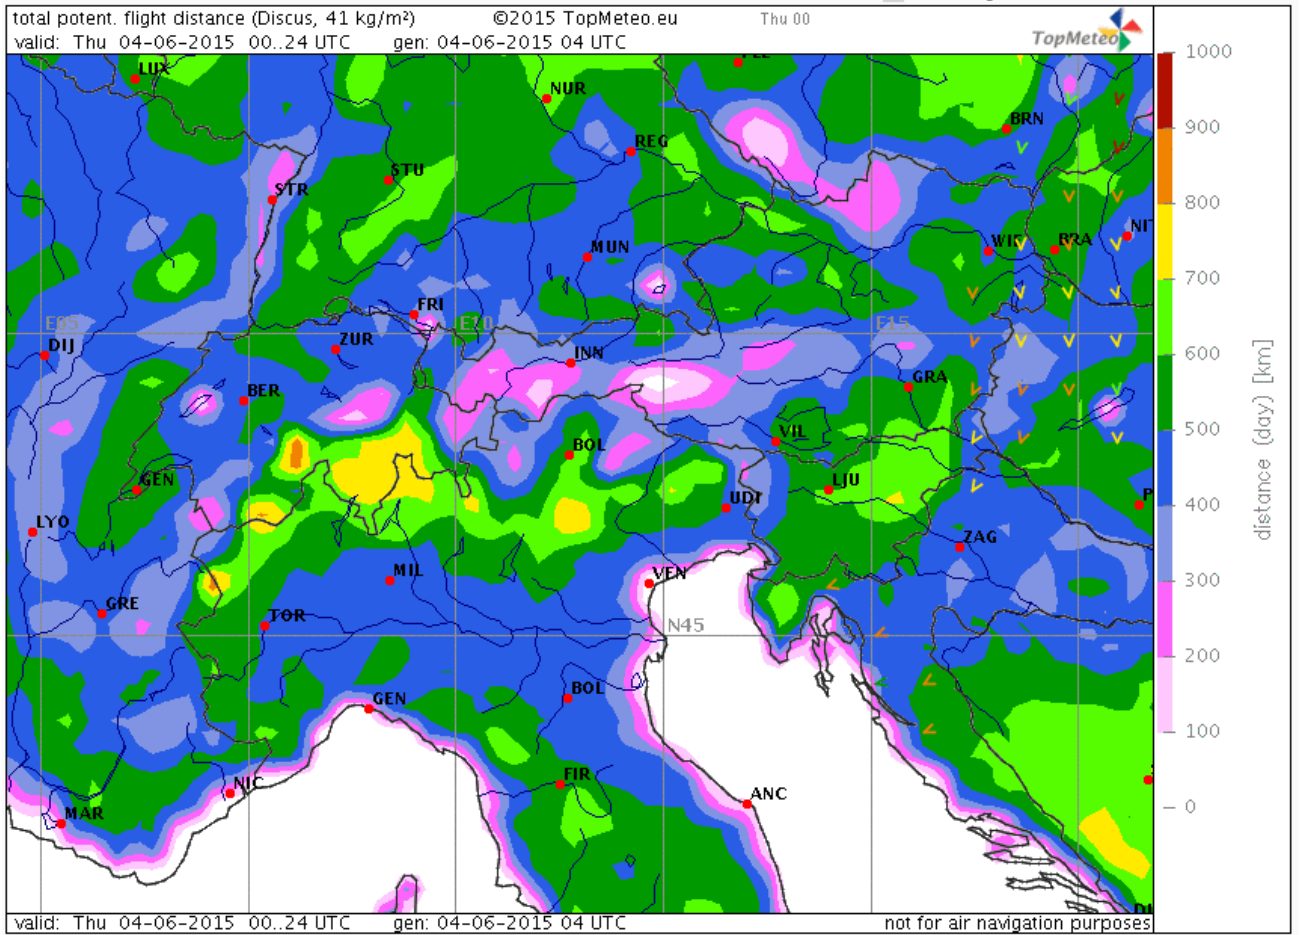 total potent. flight distance (Discus, 41 kg/m²) ©2015 TopMeteo.eu Thu 00
valid: Thu 04-06-2015 00..24 UTC gen: 04-06-2015 04 UTC
TopMeteo
1000
LUX
NUR
BRN
900
REG
STU
STR
800
NIT
MUN
WIE BRA
700
FRI
E05 E10 E15
DIJ ZUR INN
600
GRA
BER
distance (day) [km]
VIL
500
BOL
GEN LJU
UDI
400
LYO ZAG
MIL VEN
300
GRE
TOR N45
200
BOL
GEN
100
FIR
NIC ANC
0
MAR
valid: Thu 04-06-2015 00..24 UTC gen: 04-06-2015 04 UTC not for air navigation purposes